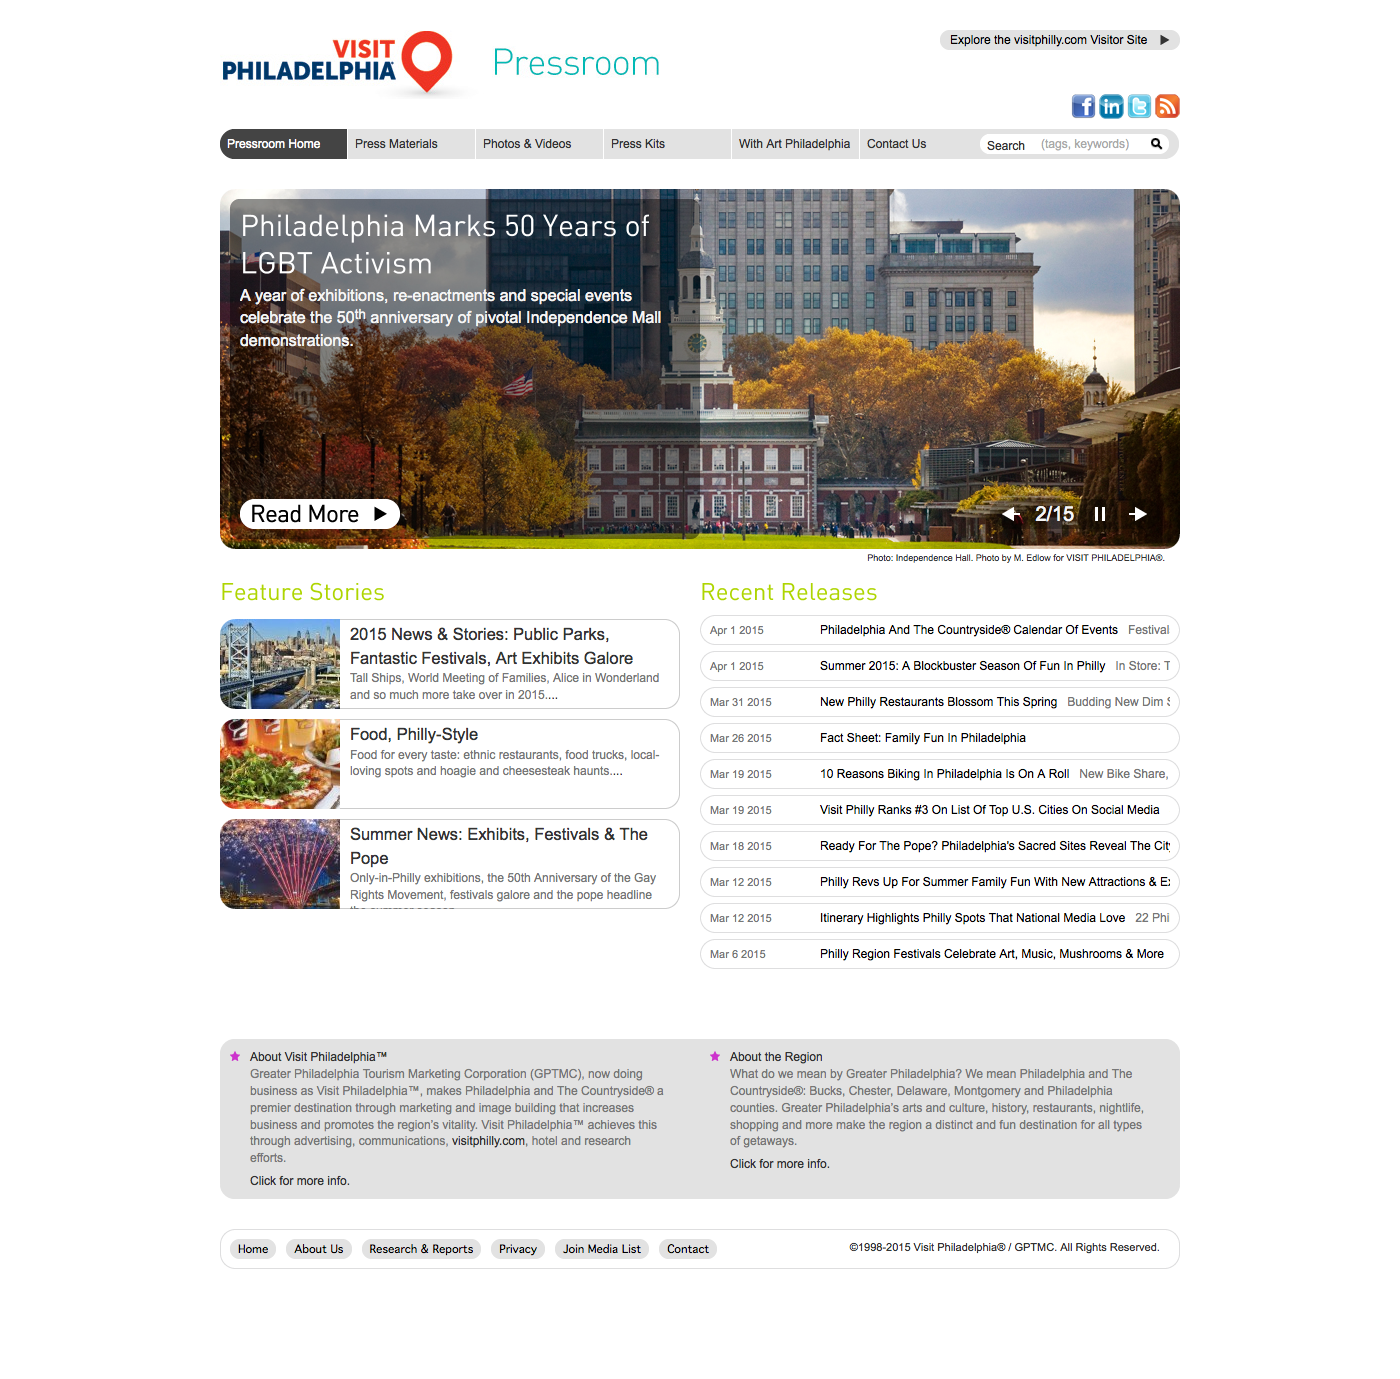 VISIT
PHILADELPHIA
Pressroom
Explore the visitphilly.com Visitor Site
Pressroom Home
Press Materials
Photos & Videos
Press Kits
With Art Philadelphia
Contact Us
Search
(tags, keywords)
Philadelphia Marks 50 Years of
LGBT Activism
A year of exhibitions, re-enactments and special events
celebrate the 50th anniversary of pivotal Independence Mall
demonstrations.
Read More
2/15
Photo: Independence Hall. Photo by M. Edlow for VISIT PHILADELPHIA®.
Feature Stories
2015 News & Stories: Public Parks,
Fantastic Festivals, Art Exhibits Galore
Tall Ships, World Meeting of Families, Alice in Wonderland
and so much more take over in 2015....
Food, Philly-Style
Food for every taste: ethnic restaurants, food trucks, local-
loving spots and hoagie and cheesesteak haunts....
Summer News: Exhibits, Festivals & The
Pope
Only-in-Philly exhibitions, the 50th Anniversary of the Gay
Rights Movement, festivals galore and the pope headline
Recent Releases
Apr 1 2015 Philadelphia And The Countryside® Calendar Of Events Festival
Apr 1 2015 Summer 2015: A Blockbuster Season Of Fun In Philly In Store: T
Mar 31 2015 New Philly Restaurants Blossom This Spring Budding New Dim S
Mar 26 2015 Fact Sheet: Family Fun In Philadelphia
Mar 19 2015 10 Reasons Biking In Philadelphia Is On A Roll New Bike Share,
Mar 19 2015 Visit Philly Ranks #3 On List Of Top U.S. Cities On Social Media
Mar 18 2015 Ready For The Pope? Philadelphia's Sacred Sites Reveal The City
Mar 12 2015 Philly Revs Up For Summer Family Fun With New Attractions & Ex
Mar 12 2015 Itinerary Highlights Philly Spots That National Media Love 22 Phi
Mar 6 2015 Philly Region Festivals Celebrate Art, Music, Mushrooms & More
About Visit Philadelphia™
Greater Philadelphia Tourism Marketing Corporation (GPTMC), now doing
business as Visit Philadelphia™, makes Philadelphia and The Countryside® a
premier destination through marketing and image building that increases
business and promotes the region's vitality. Visit Philadelphia™ achieves this
through advertising, communications, visitphilly.com, hotel and research
efforts.
Click for more info.
About the Region
What do we mean by Greater Philadelphia? We mean Philadelphia and The
Countryside®: Bucks, Chester, Delaware, Montgomery and Philadelphia
counties. Greater Philadelphia's arts and culture, history, restaurants, nightlife,
shopping and more make the region a distinct and fun destination for all types
of getaways.
Click for more info.
Home
About Us
Research & Reports
Privacy
Join Media List
Contact
©1998-2015 Visit Philadelphia® / GPTMC. All Rights Reserved.